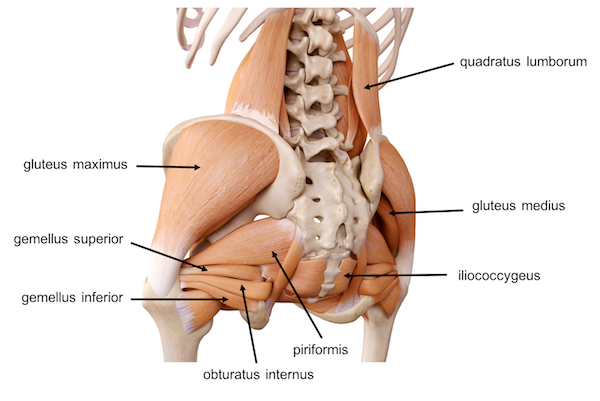 quadratus lumborum
gluteus maximus
gluteus medius
gemellus superior
iliococcygeus
gemellus inferior
piriformis
obturatus internus